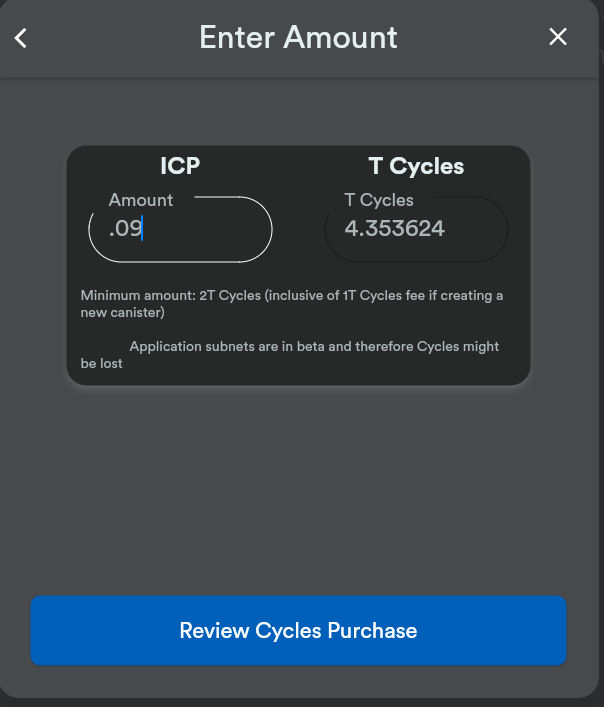 Enter Amount
ICP
T Cycles
Amount
T Cycles
.09
4.353624
Minimum amount: 2T Cycles (inclusive of 1T Cycles fee if creating a
new canister)
Application subnets are in beta and therefore Cycles might
be lost
Review Cycles Purchase